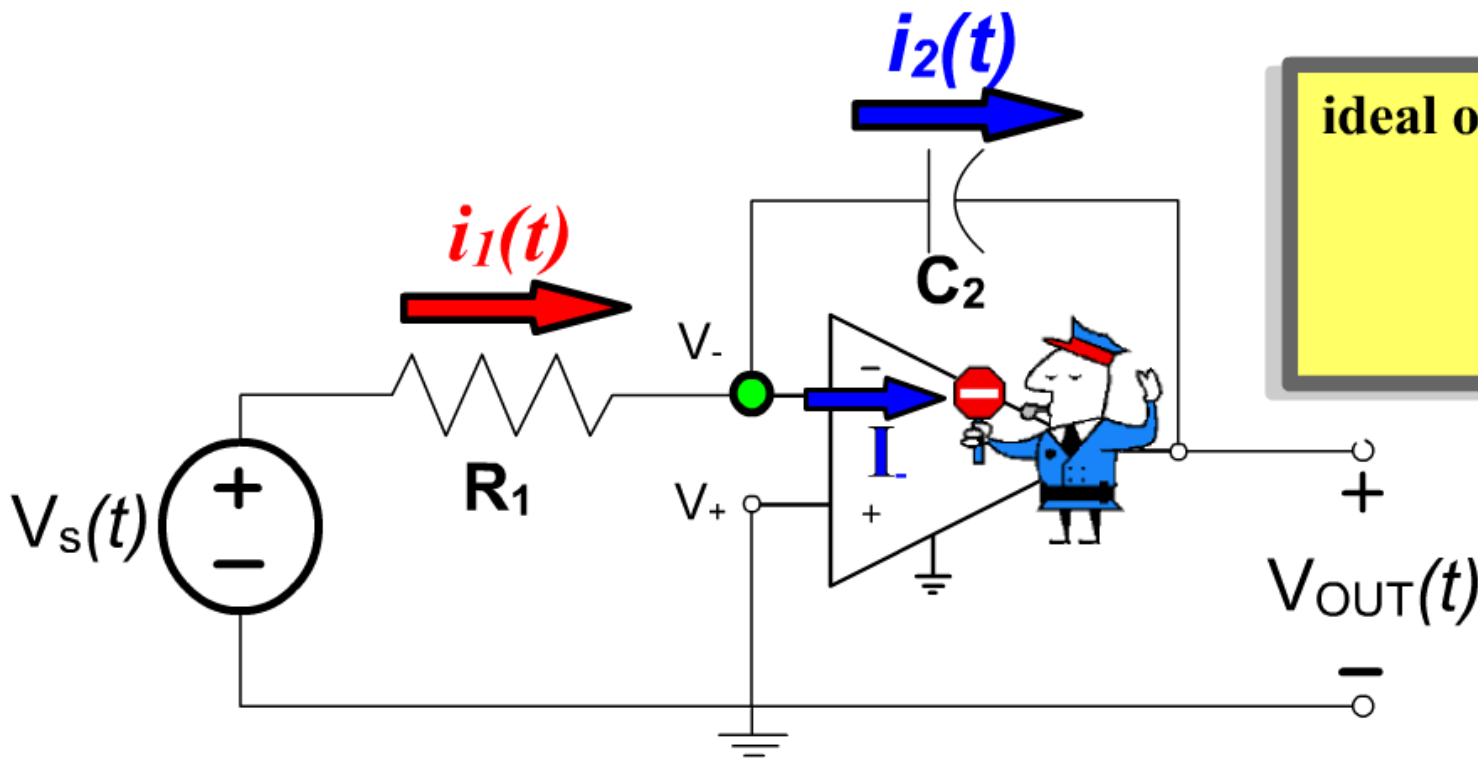 i2(t)
ideal o
i1(t)
C2
V-
−
I-
R1
V+
+
+
−
Vs(t)
+
VOUT(t)
−